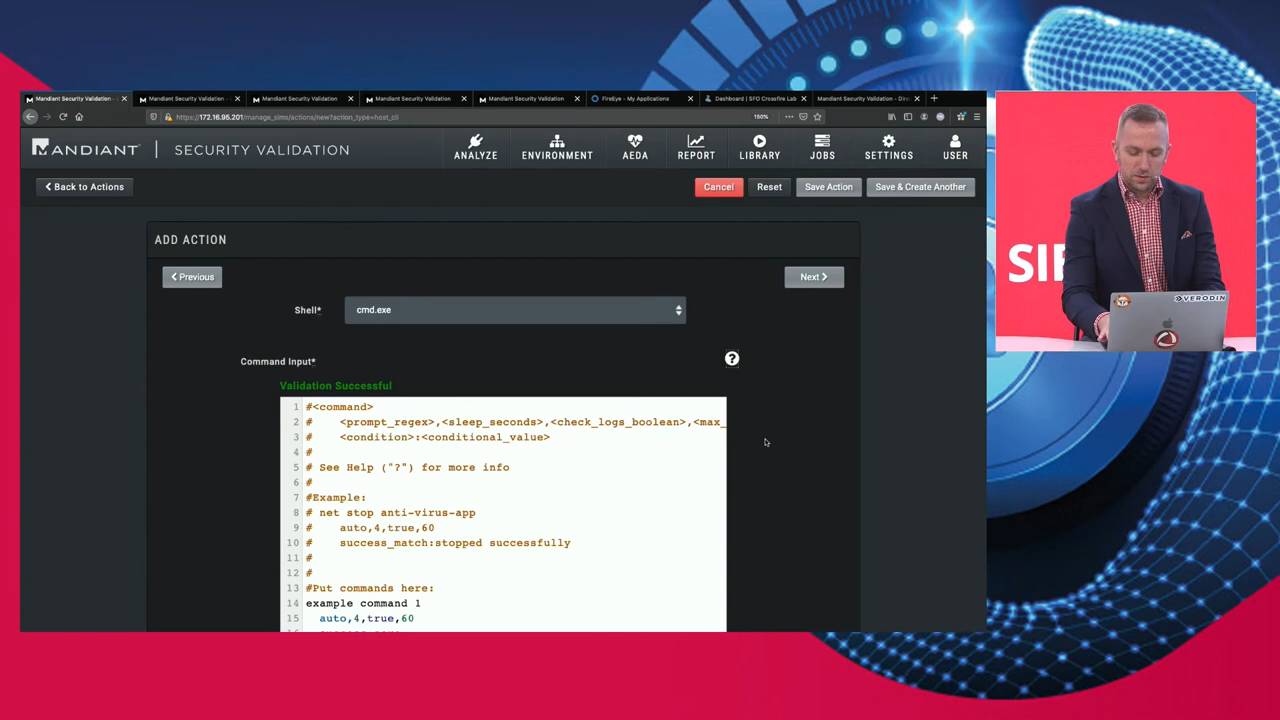 Mandiant Security Validation -
Mandiant Security Validation -
Mandiant Security Validation
Mandiant Security Validation -
Mandiant Security Validation -
FireEye – My Applications
Dashboard | SFO Crossfire Lab
Mandiant Security Validation - Dire
https://172.16.95.201/manage_sims/actions/new?action_type=host_cli
150%
MANDIANT | SECURITY VALIDATION
ANALYZE
ENVIRONMENT
AEDA
REPORT
LIBRARY
JOBS
SETTINGS
USER
Back to Actions
Cancel
Reset
Save Action
Save & Create Another
ADD ACTION
Previous
Next
Shell*
cmd.exe
Command Input*
?
Validation Successful
1 #<command>
2 # <prompt_regex>,<sleep_seconds>,<check_logs_boolean>,<max_
3 # <condition>:<conditional_value>
4 #
5 # See Help ("?") for more info
6 #
7 #Example:
8 # net stop anti-virus-app
9 # auto,4,true,60
10 # success_match:stopped successfully
11 #
12 #
13 #Put commands here:
14 example command 1
15 auto,4,true,60
VERODIN